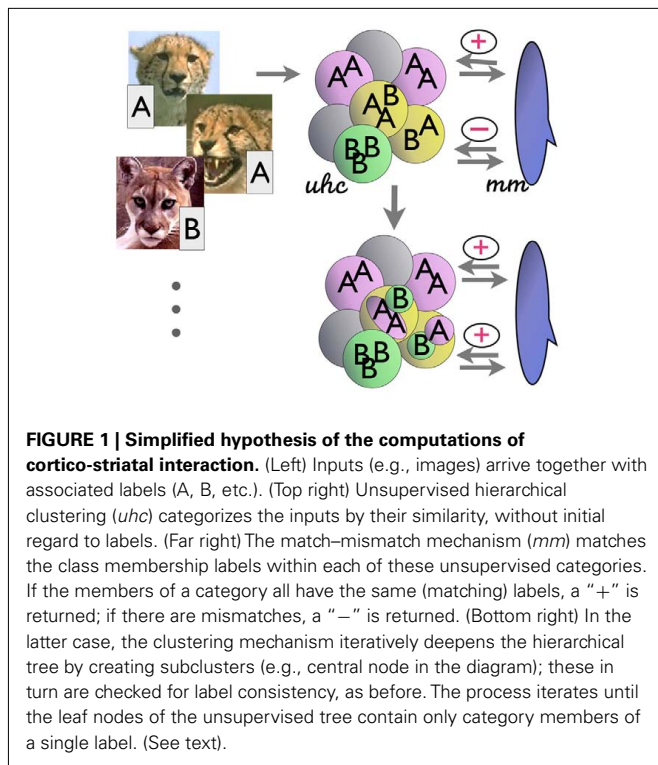 A
A
B
A A
A A
B
A A
B A
B B
B
uhc
+
−
mm
A A
A A
B
A A
B A
B B
B
+
+
FIGURE 1 | Simplified hypothesis of the computations of
cortico-striatal interaction. (Left) Inputs (e.g., images) arrive together with
associated labels (A, B, etc.). (Top right) Unsupervised hierarchical
clustering (uhc) categorizes the inputs by their similarity, without initial
regard to labels. (Far right) The match–mismatch mechanism (mm) matches
the class membership labels within each of these unsupervised categories.
If the members of a category all have the same (matching) labels, a “+” is
returned; if there are mismatches, a “−” is returned. (Bottom right) In the
latter case, the clustering mechanism iteratively deepens the hierarchical
tree by creating subclusters (e.g., central node in the diagram); these in
turn are checked for label consistency, as before. The process iterates until
the leaf nodes of the unsupervised tree contain only category members of
a single label. (See text).